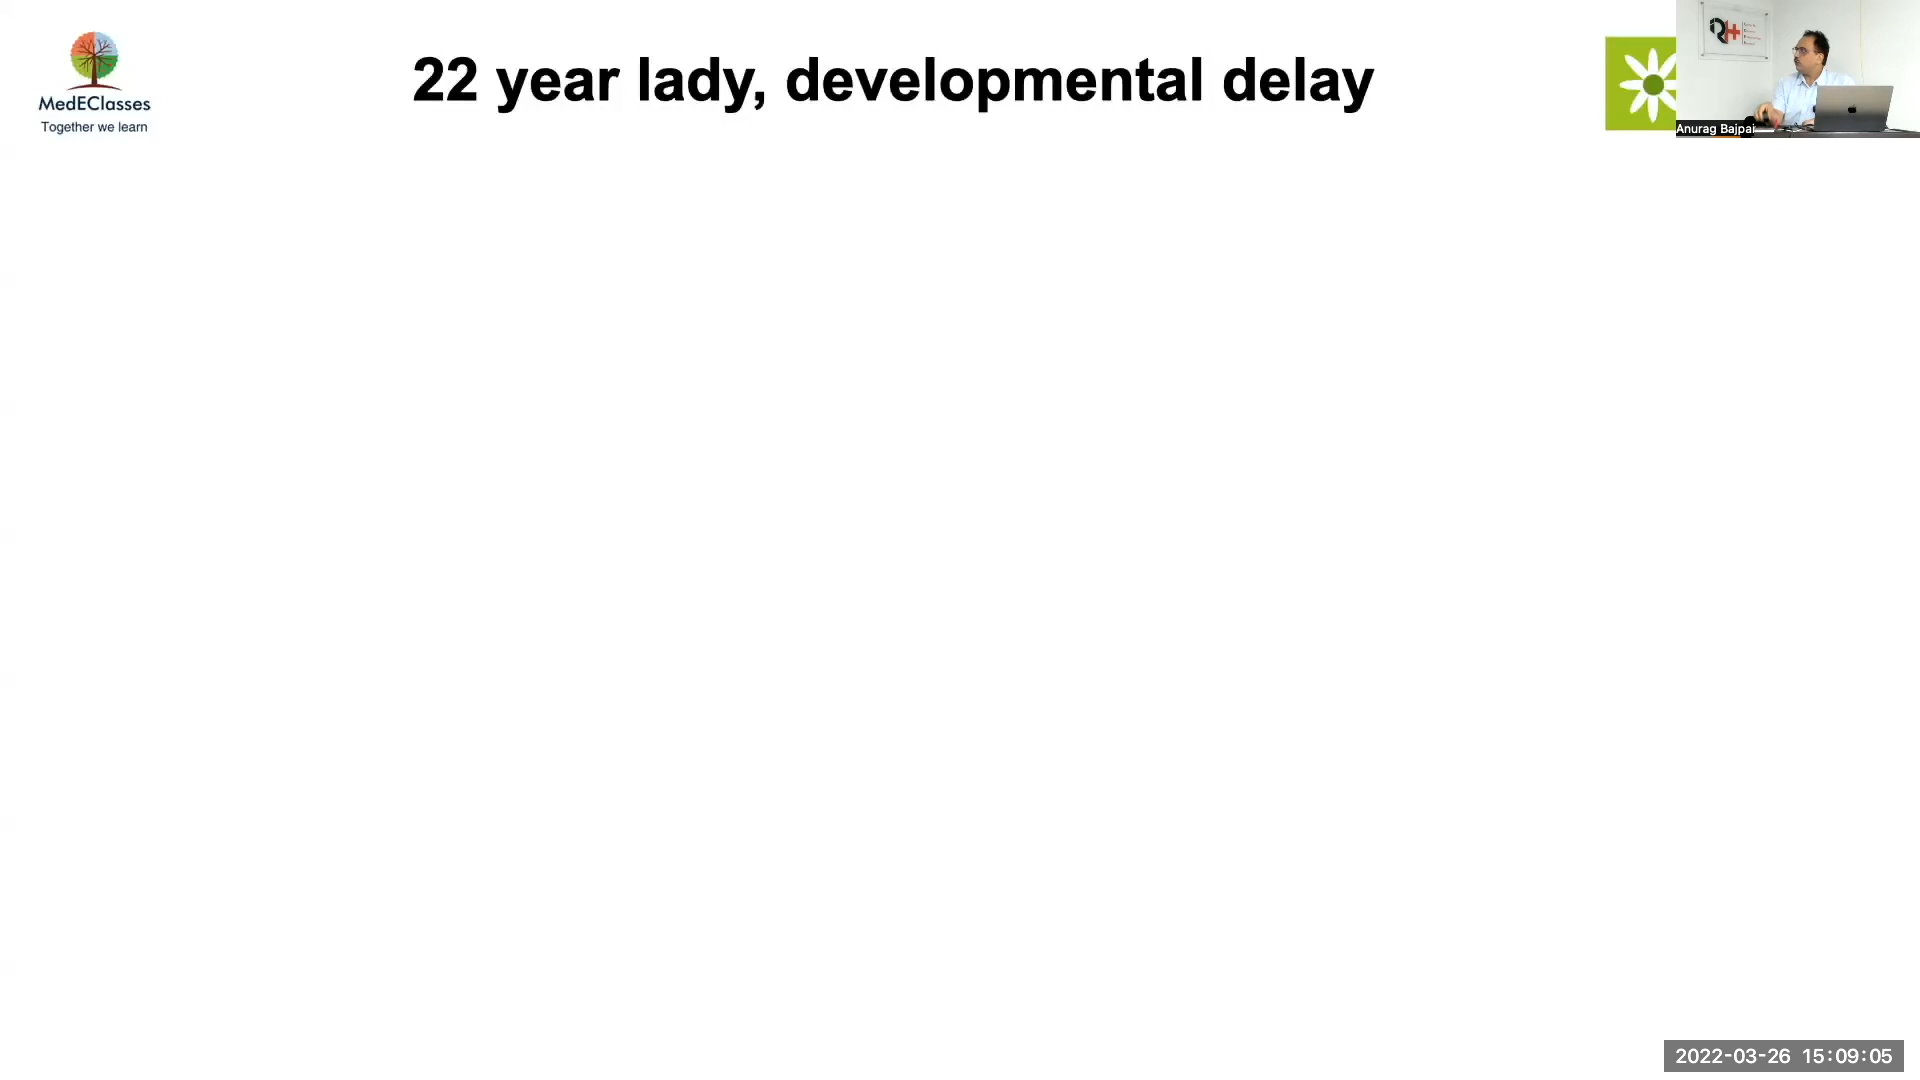 MedEClasses
Together we learn
22 year lady, developmental delay
Anurag Bajpai
2022-03-26 15:09:05